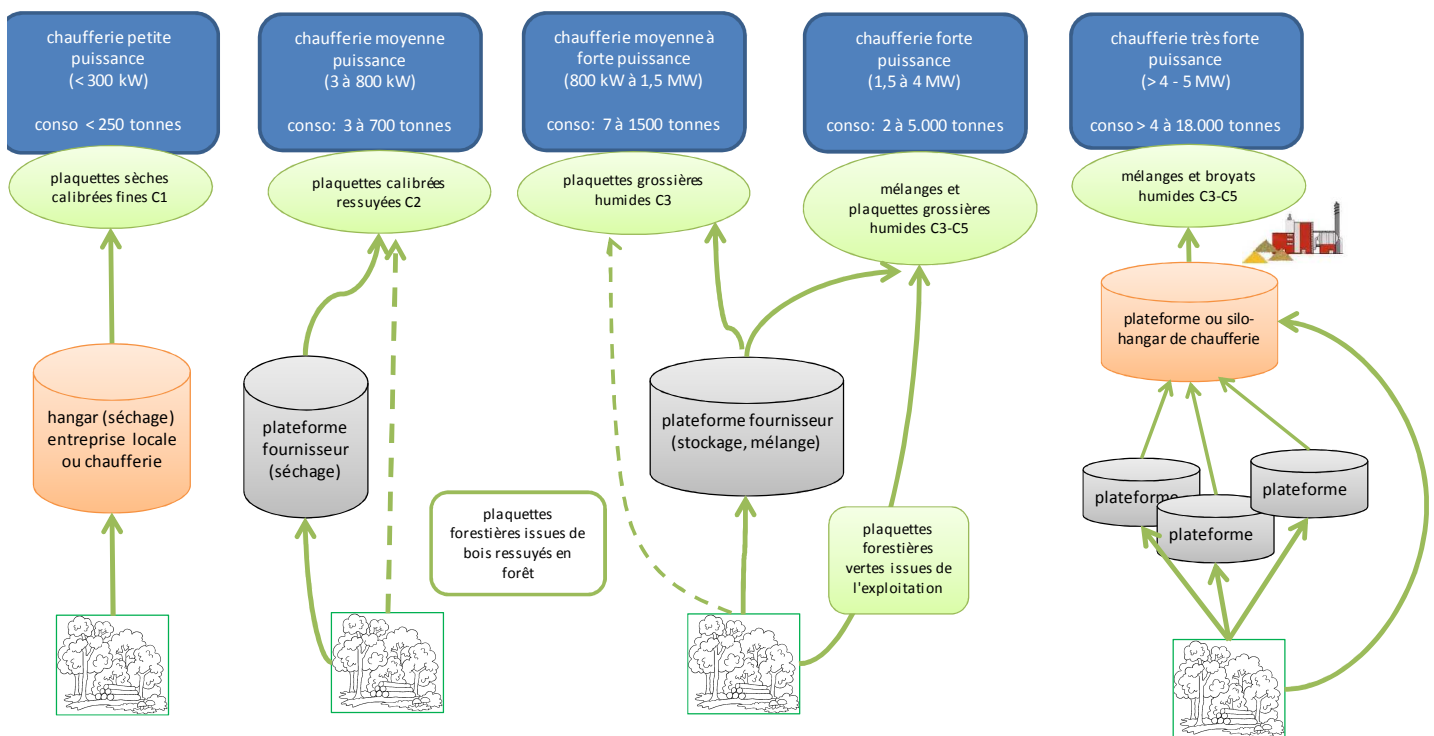 chaufferie petite
puissance
(< 300 kW)
conso < 250 tonnes
chaufferie moyenne
puissance
(3 à 800 kW)
conso: 3 à 700 tonnes
chaufferie moyenne à
forte puissance
(800 kW à 1,5 MW)
conso: 7 à 1500 tonnes
chaufferie forte
puissance
(1,5 à 4 MW)
conso: 2 à 5.000 tonnes
chaufferie très forte
puissance
(> 4 - 5 MW)
conso > 4 à 18.000 tonnes
plaquettes sèches
calibrées fines C1
plaquettes calibrées
ressuyées C2
plaquettes grossières
humides C3
mélanges et
plaquettes grossières
humides C3-C5
mélanges et broyats
humides C3-C5
hangar (séchage)
entreprise locale
ou chaufferie
plateforme
fournisseur
(séchage)
plateforme fournisseur
(stockage, mélange)
plateforme ou silo-
hangar de chaufferie
plateforme
plateforme
plateforme
plaquettes
forestières issues de
bois ressuyés en
forêt
plaquettes
forestières
vertes issues de
l'exploitation